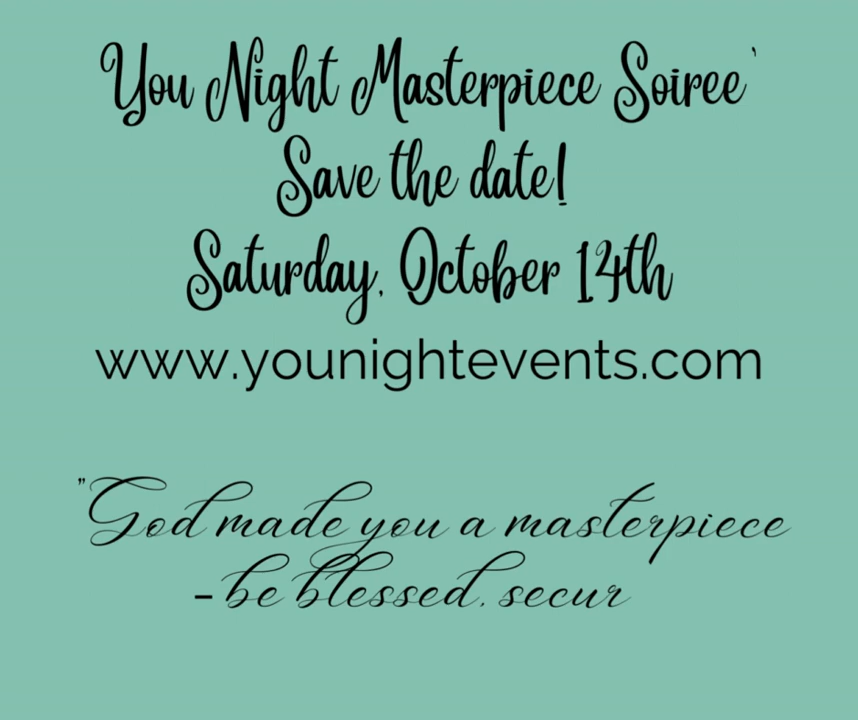 You Night Masterpiece Soiree`
Save the date!
Saturday, October 14th
www.younightevents.com
"God made you a masterpiece
-be blessed, secur